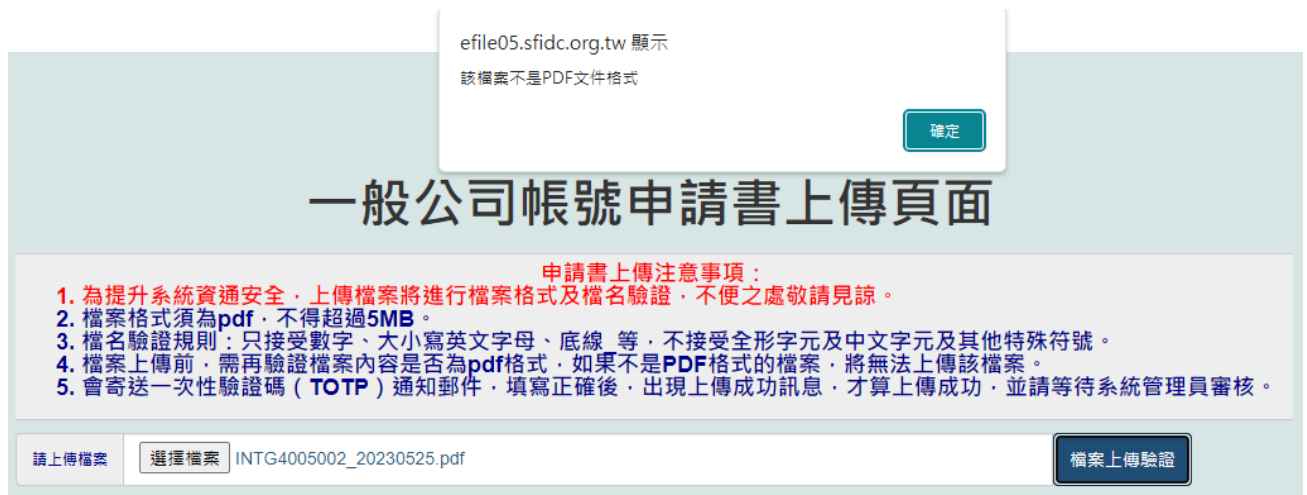 efile05.sfidc.org.tw 顯示
該檔案不是PDF文件格式
確定
一般公司帳號申請書上傳頁面
申請書上傳注意事項：
1. 為提升系統資通安全，上傳檔案將進行檔案格式及檔名驗證，不便之處敬請見諒。
2. 檔案格式須為pdf，不得超過5MB。
3. 檔名驗證規則：只接受數字、大小寫英文字母、底線_等，不接受全形字元及中文字元及其他特殊符號。
4. 檔案上傳前，需再驗證檔案內容是否為pdf格式，如果不是PDF格式的檔案，將無法上傳該檔案。
5. 會寄送一次性驗證碼（TOTP）通知郵件，填寫正確後，出現上傳成功訊息，才算上傳成功，並請等待系統管理員審核。
請上傳檔案 選擇檔案 INTG4005002_20230525.pdf 檔案上傳驗證